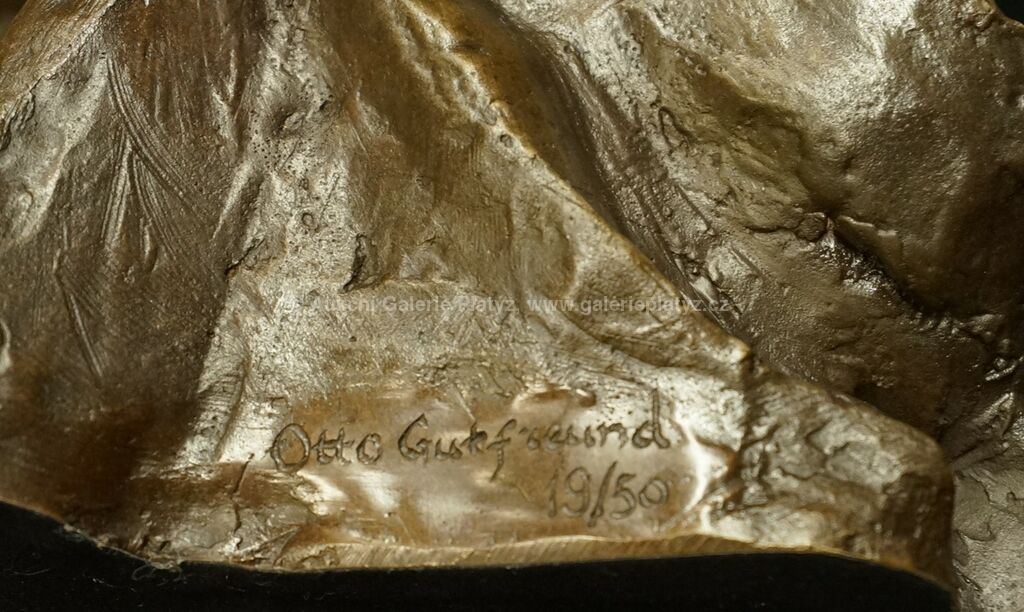 © Aukční Galerie Platýz, www.galerieplatyz.cz
Otto Gutfreund
19/50